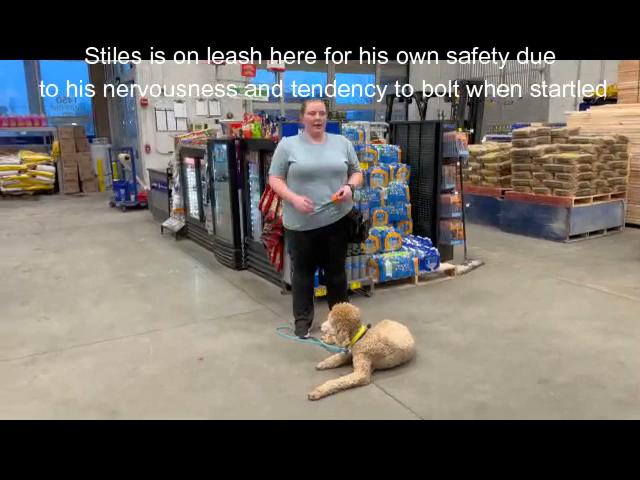 Stiles is on leash here for his own safety due
to his nervousness and tendency to bolt when startled